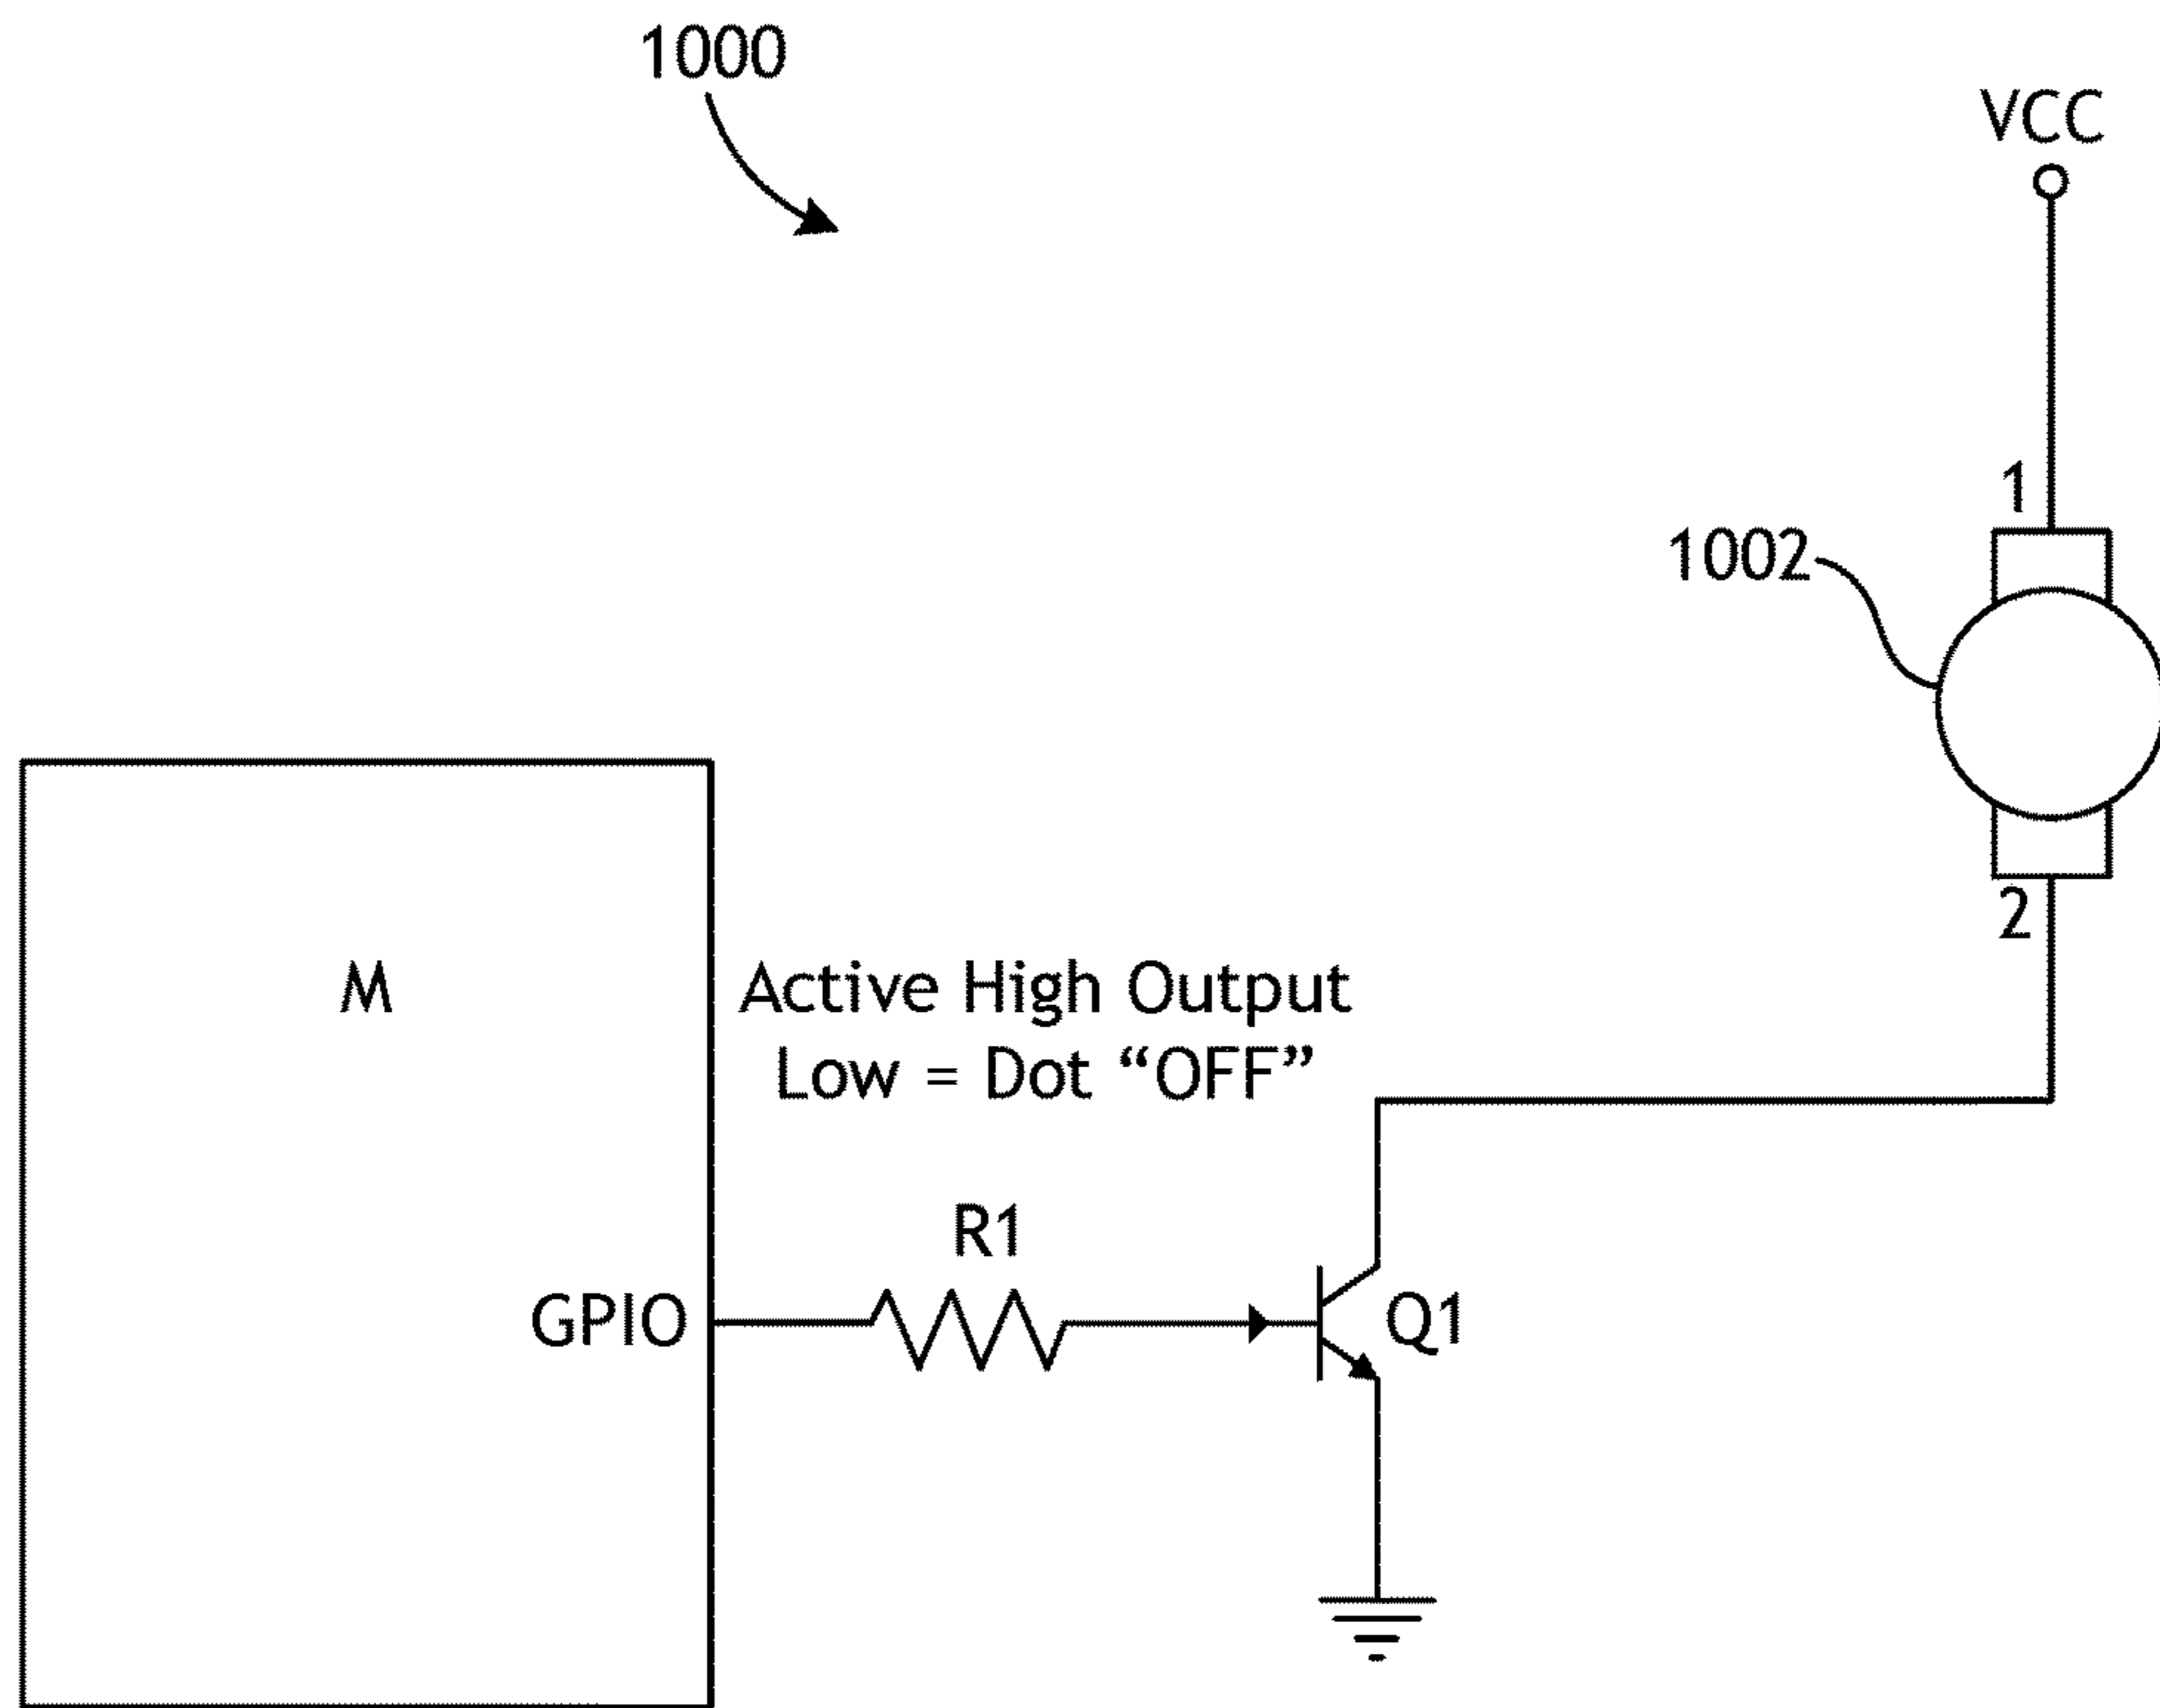 1000
VCC
1
1002
2
M
Active High Output
Low = Dot “OFF”
R1
GPIO
Q1